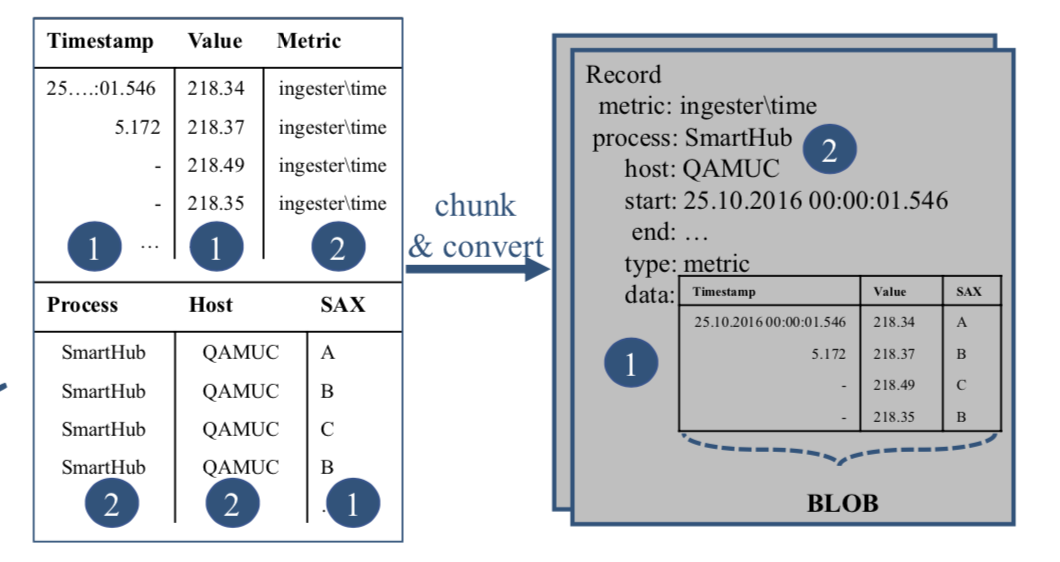 Timestamp Value Metric
25….:01.546 218.34 ingester\time
5.172 218.37 ingester\time
- 218.49 ingester\time
- 218.35 ingester\time
1 … 1 2
Process Host SAX
SmartHub QAMUC A
SmartHub QAMUC B
SmartHub QAMUC C
SmartHub QAMUC B
2 2 . 1
chunk
& convert
Record
metric: ingester\time
process: SmartHub 2
host: QAMUC
start: 25.10.2016 00:00:01.546
end: …
type: metric
data:
Timestamp Value SAX
25.10.2016 00:00:01.546 218.34 A
5.172 218.37 B
- 218.49 C
- 218.35 B
1
BLOB